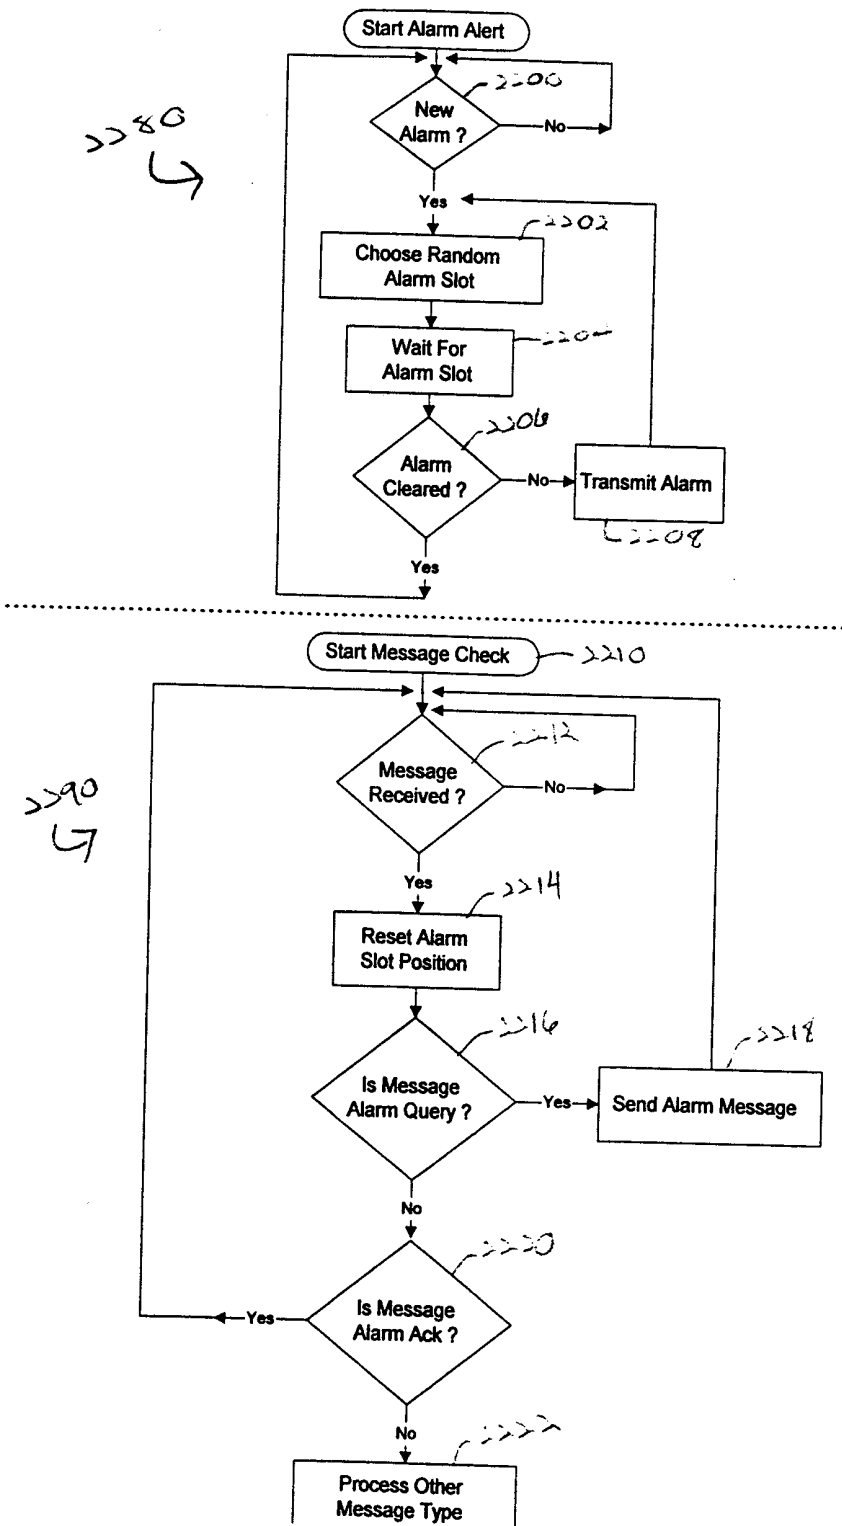 Start Alarm Alert
2200
New
Alarm ?
No
2280
Yes
2202
Choose Random
Alarm Slot
Wait For
Alarm Slot
2206
Alarm
Cleared ?
No
Transmit Alarm
2208
Yes
Start Message Check
2210
2212
Message
Received ?
No
2290
Yes
2214
Reset Alarm
Slot Position
2216
2218
Is Message
Alarm Query ?
Yes
Send Alarm Message
No
2220
Is Message
Alarm Ack ?
Yes
No
2222
Process Other
Message Type